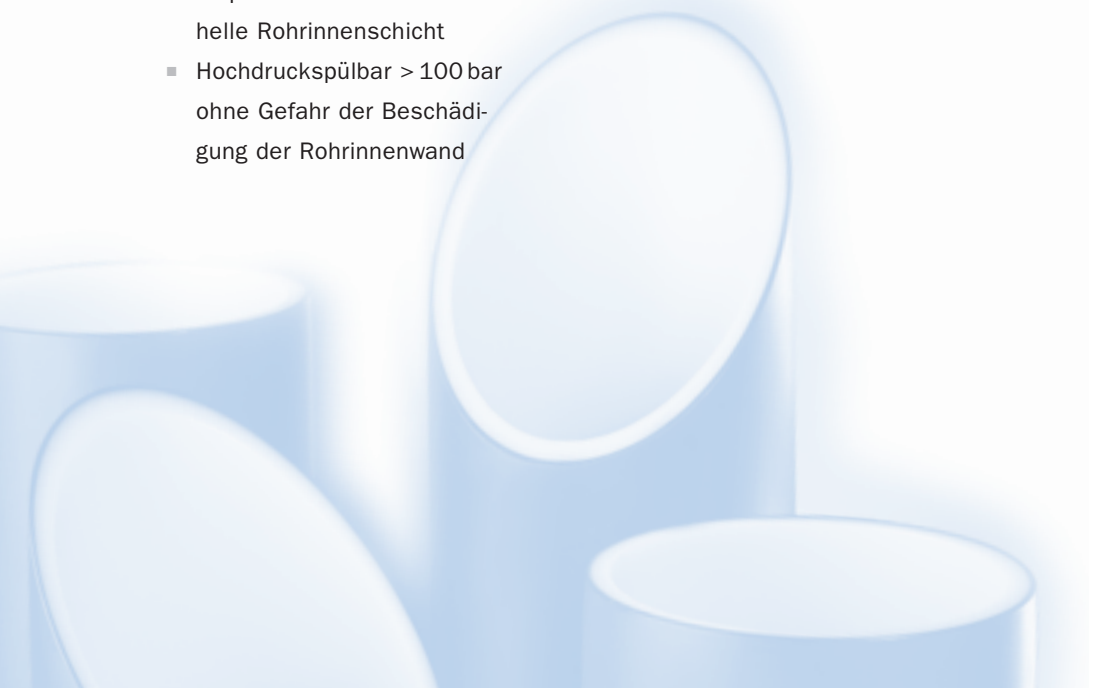 helle Rohrinnenschicht
Hochdruckspülbar > 100 bar
ohne Gefahr der Beschädi-
gung der Rohrinnenwand